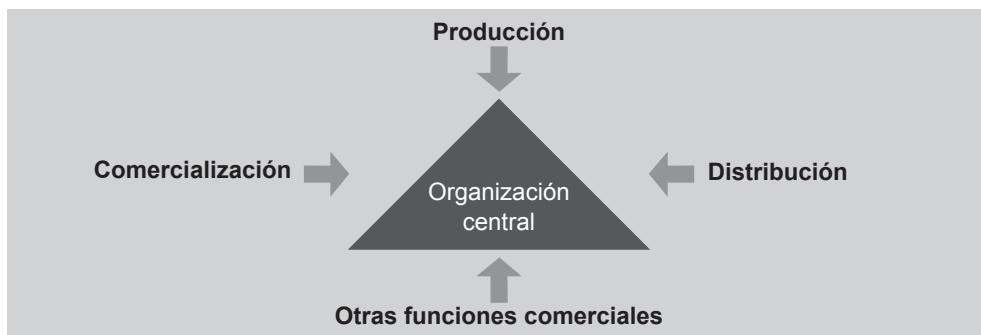 Producción
Comercialización
Distribución
Organización
central
Otras funciones comerciales